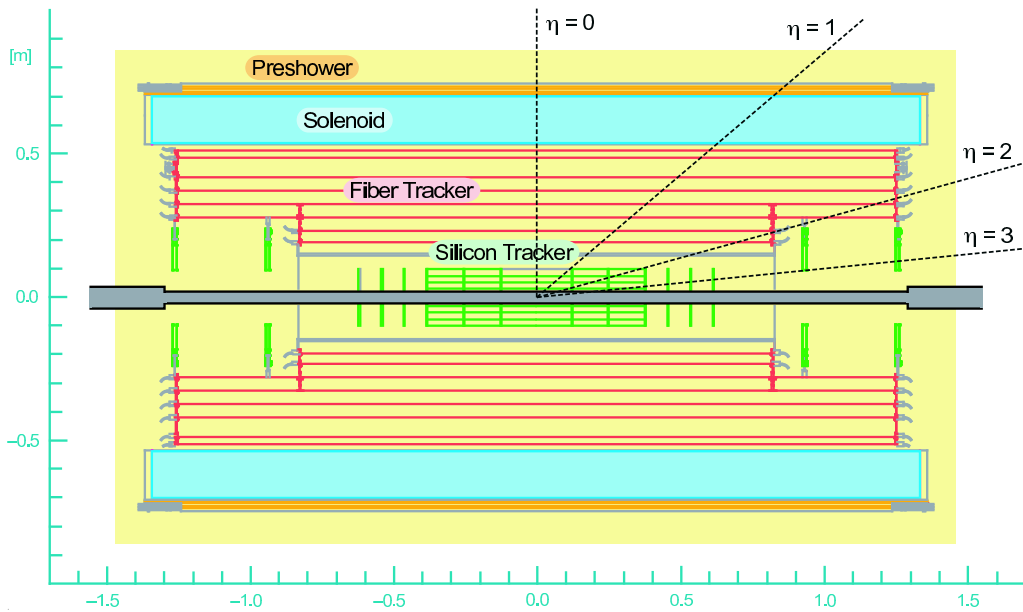 η = 0
η = 1
[m]
Preshower
Solenoid
0.5
η = 2
Fiber Tracker
η = 3
Silicon Tracker
0.0
−0.5
−1.5
−1.0
−0.5
0.0
0.5
1.0
1.5